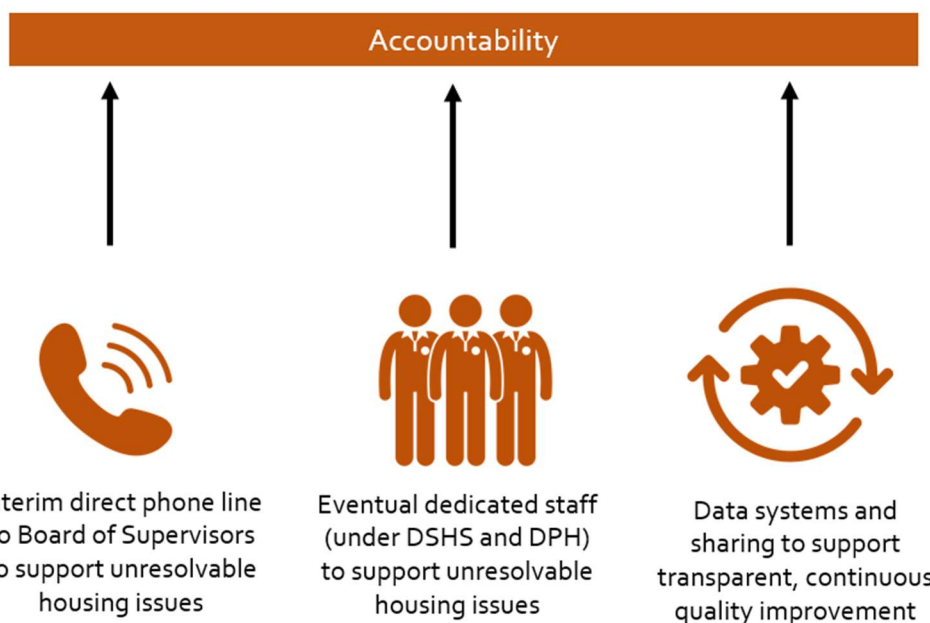 Accountability
terim direct phone line
o Board of Supervisors
o support unresolvable
housing issues
Eventual dedicated staff
(under DSHS and DPH)
to support unresolvable
housing issues
Data systems and
sharing to support
transparent, continuous
quality improvement